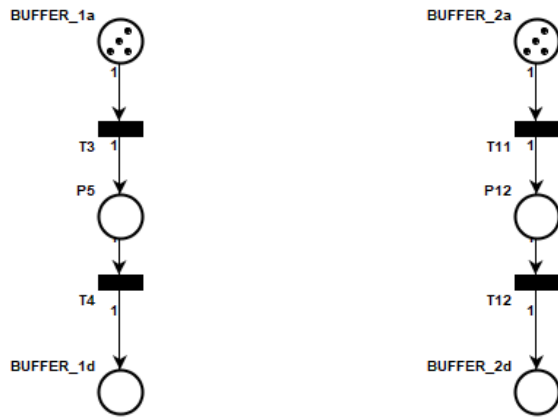 BUFFER_1a BUFFER_2a
1 1
T3 1 T11 1
P5 P12
T4 T12
1 1
BUFFER_1d BUFFER_2d